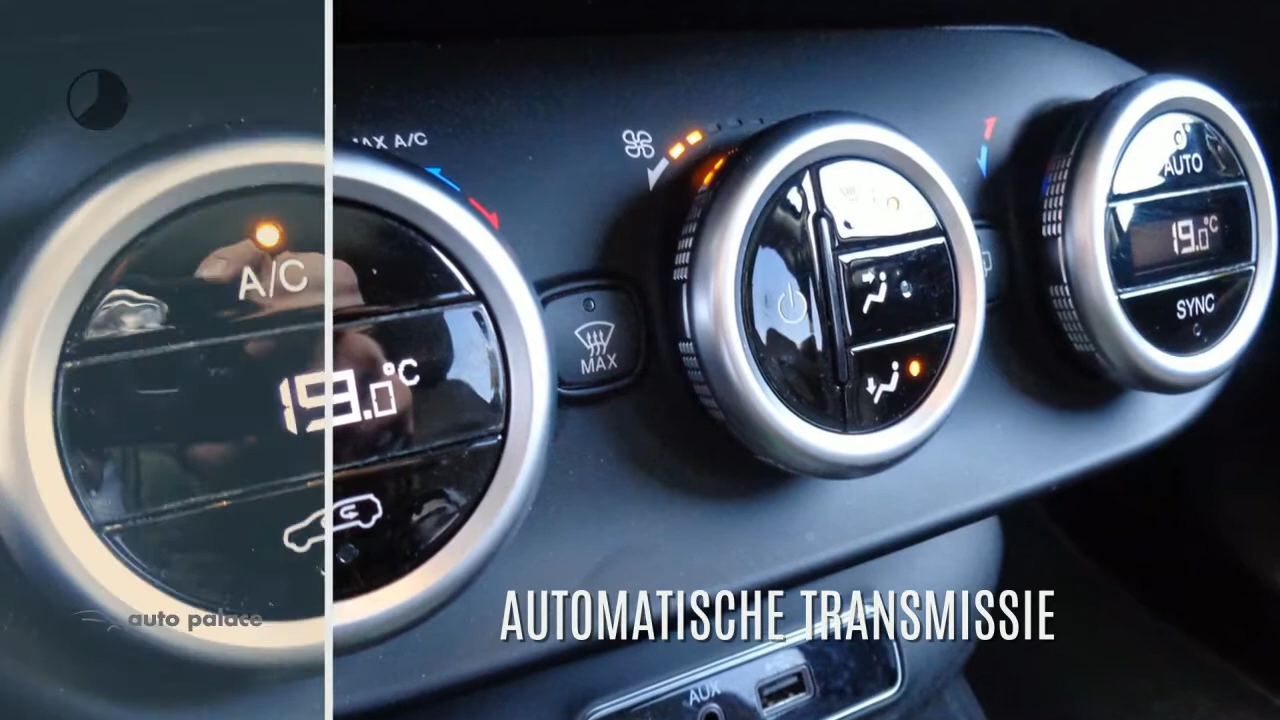 MAX A/C
A/C
19.0°C
MAX
AUTO
19.0°C
SYNC
auto palace
AUTOMATISCHE TRANSMISSIE
AUX